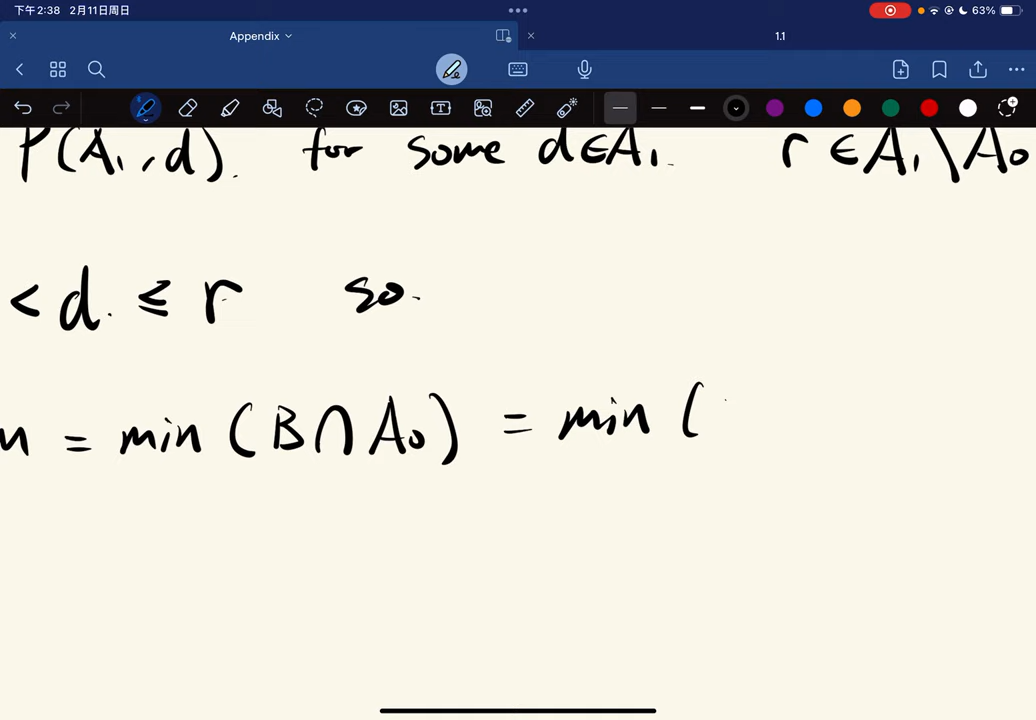 下午2:38 2月11日周日
63%
Appendix
1.1
P(A₁, d). for some d∈A₁. r∈A₁\A₀
< d. ≤ r so.
= min (B∩A₀) = min (